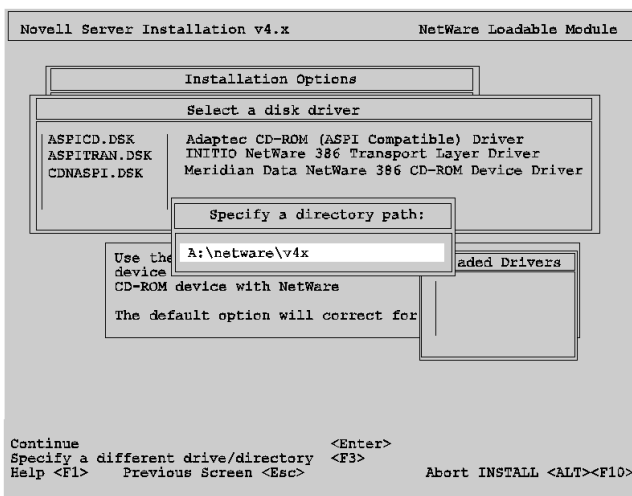 Novell Server Installation v4.x NetWare Loadable Module
Installation Options
Select a disk driver
ASPICD.DSK Adaptec CD-ROM (ASPI Compatible) Driver
ASPITRAN.DSK INITIO NetWare 386 Transport Layer Driver
CDNASPI.DSK Meridian Data NetWare 386 CD-ROM Device Driver
Specify a directory path:
A:\netware\v4x
Use the
device
CD-ROM device with NetWare
The default option will correct for
aded Drivers
Continue <Enter>
Specify a different drive/directory <F3>
Help <F1> Previous Screen <Esc> Abort INSTALL <ALT><F10>